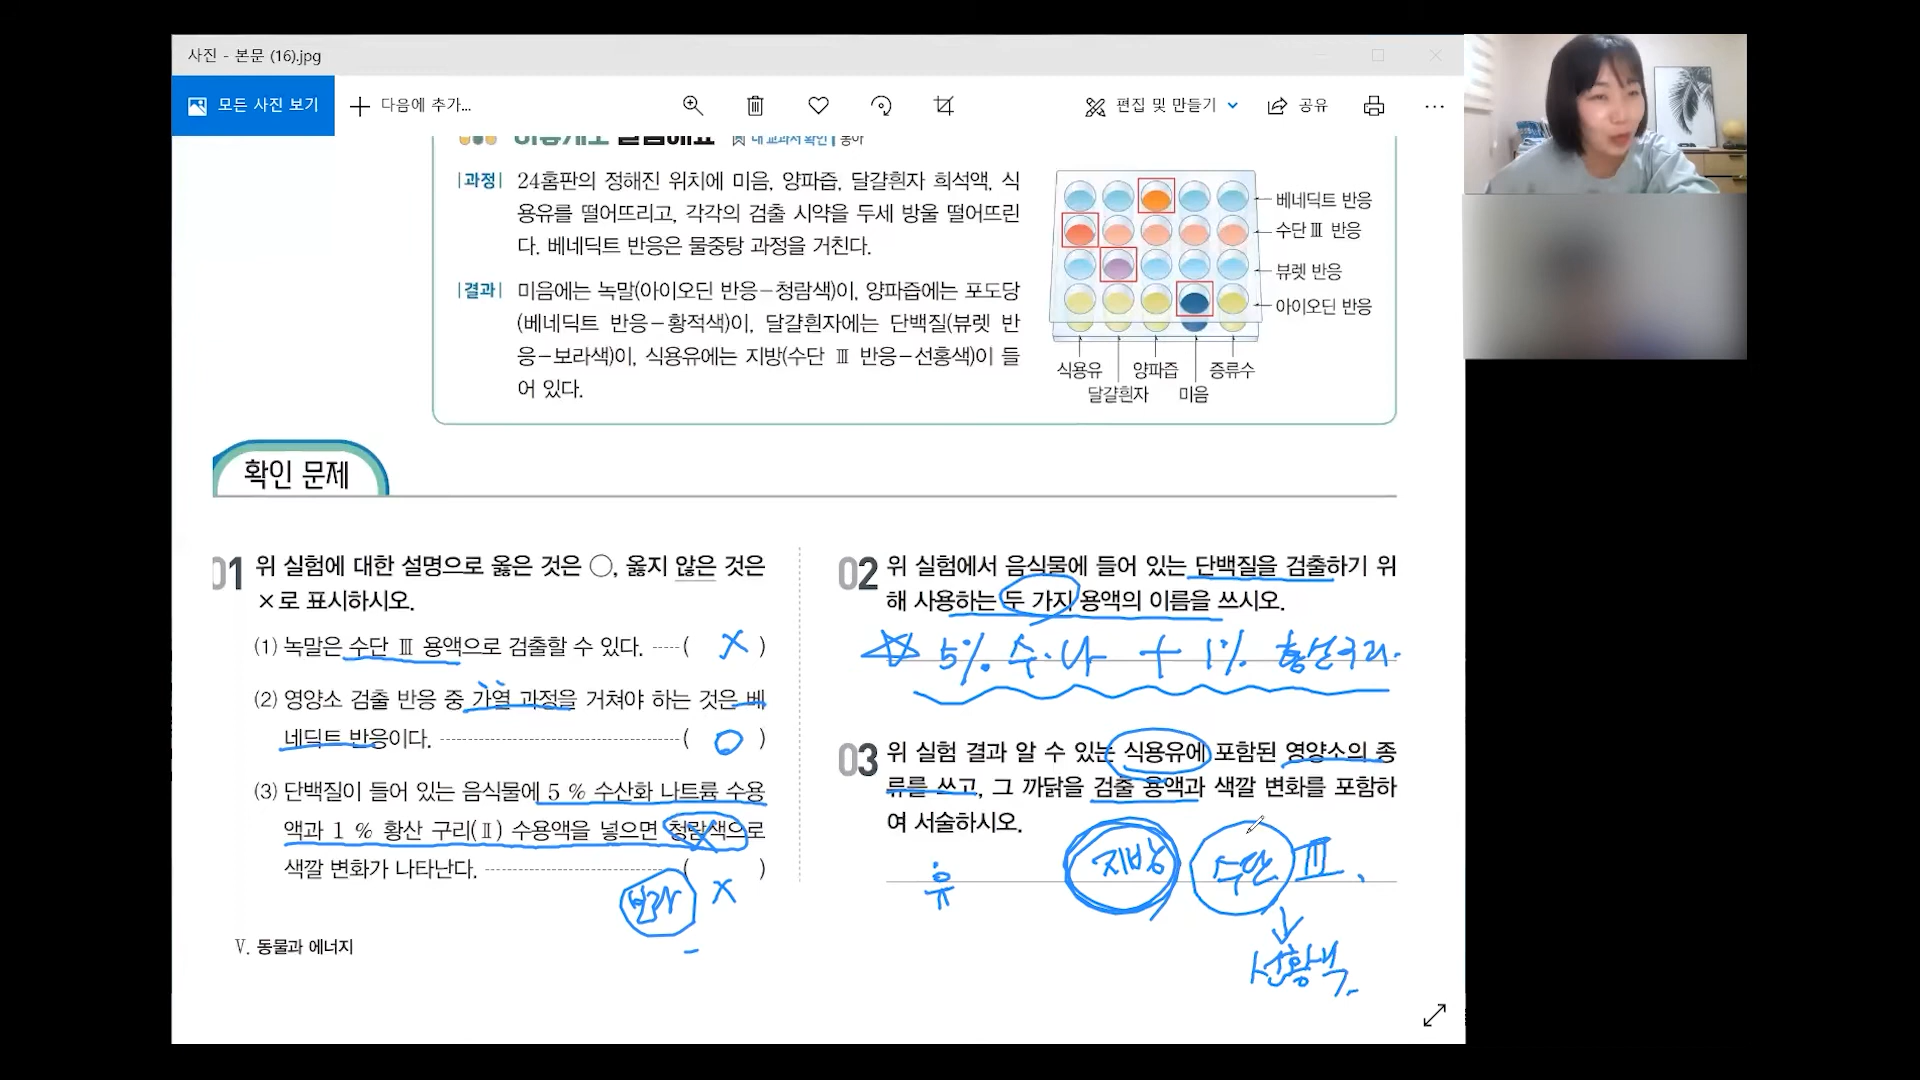 사진 - 본문 (16).jpg
모든 사진 보기
다음에 추가...
편집 및 만들기
공유
내 교과서 확인 | 동아
|과정| 24홈판의 정해진 위치에 미음, 양파즙, 달걀흰자 희석액, 식
용유를 떨어뜨리고, 각각의 검출 시약을 두세 방울 떨어뜨린
다. 베네딕트 반응은 물중탕 과정을 거친다.
|결과| 미음에는 녹말(아이오딘 반응-청람색)이, 양파즙에는 포도당
(베네딕트 반응-황적색)이, 달걀흰자에는 단백질(뷰렛 반
응-보라색)이, 식용유에는 지방(수단 Ⅲ 반응-선홍색)이 들
어 있다.
베네딕트 반응
수단 Ⅲ 반응
뷰렛 반응
아이오딘 반응
식용유
양파즙
증류수
달걀흰자
미음
확인 문제
01 위 실험에 대한 설명으로 옳은 것은 ○, 옳지 않은 것은
×로 표시하시오.
(1) 녹말은 수단 Ⅲ 용액으로 검출할 수 있다. ····· ( X )
(2) 영양소 검출 반응 중 가열 과정을 거쳐야 하는 것은 베
네딕트 반응이다. ····· ( O )
(3) 단백질이 들어 있는 음식물에 5 % 수산화 나트륨 수용
액과 1 % 황산 구리(Ⅱ) 수용액을 넣으면 청람색으로
색깔 변화가 나타난다. ····· ( )
보라 X
Ⅴ. 동물과 에너지
02 위 실험에서 음식물에 들어 있는 단백질을 검출하기 위
해 사용하는 두 가지 용액의 이름을 쓰시오.
☆ 5% 수·나 + 1% 황산구리.
03 위 실험 결과 알 수 있는 식용유에 포함된 영양소의 종
류를 쓰고, 그 까닭을 검출 용액과 색깔 변화를 포함하
여 서술하시오.
유 지방 수단 Ⅲ.
↓
선홍색.